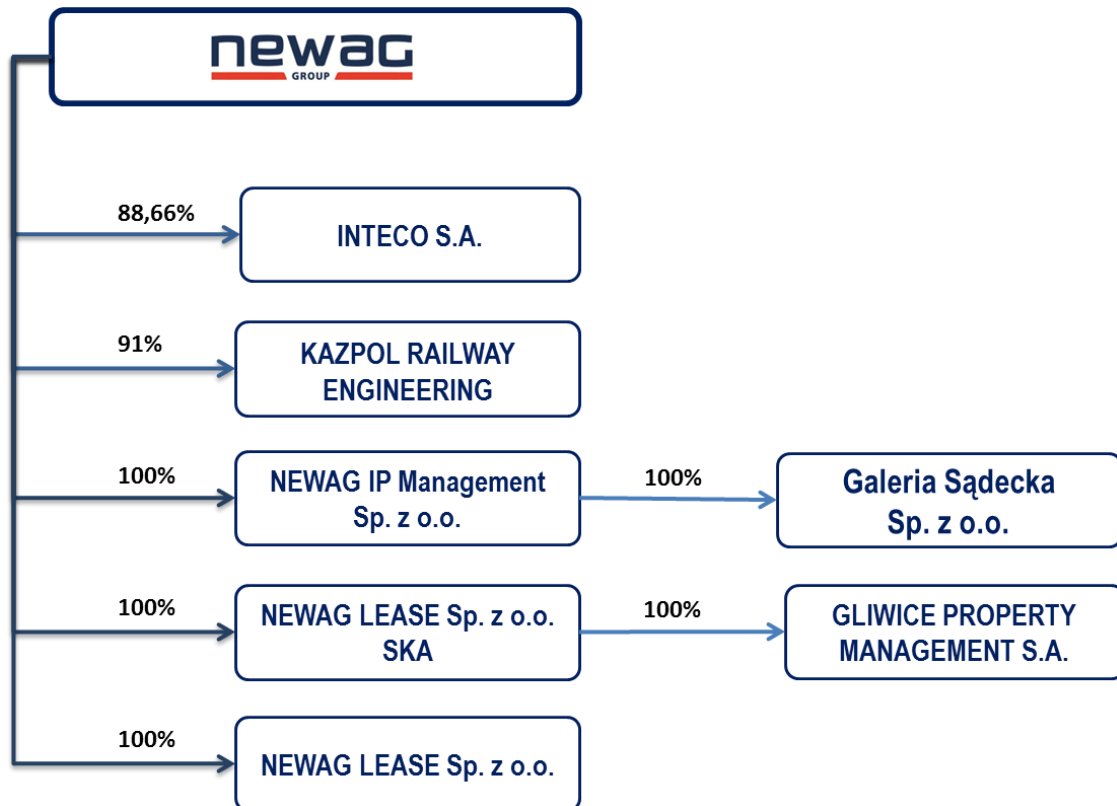 newag
GROUP
88,66%
INTECO S.A.
91%
KAZPOL RAILWAY
ENGINEERING
100%
NEWAG IP Management
Sp. z o.o.
100%
Galeria Sądecka
Sp. z o.o.
100%
NEWAG LEASE Sp. z o.o.
SKA
100%
GLIWICE PROPERTY
MANAGEMENT S.A.
100%
NEWAG LEASE Sp. z o.o.